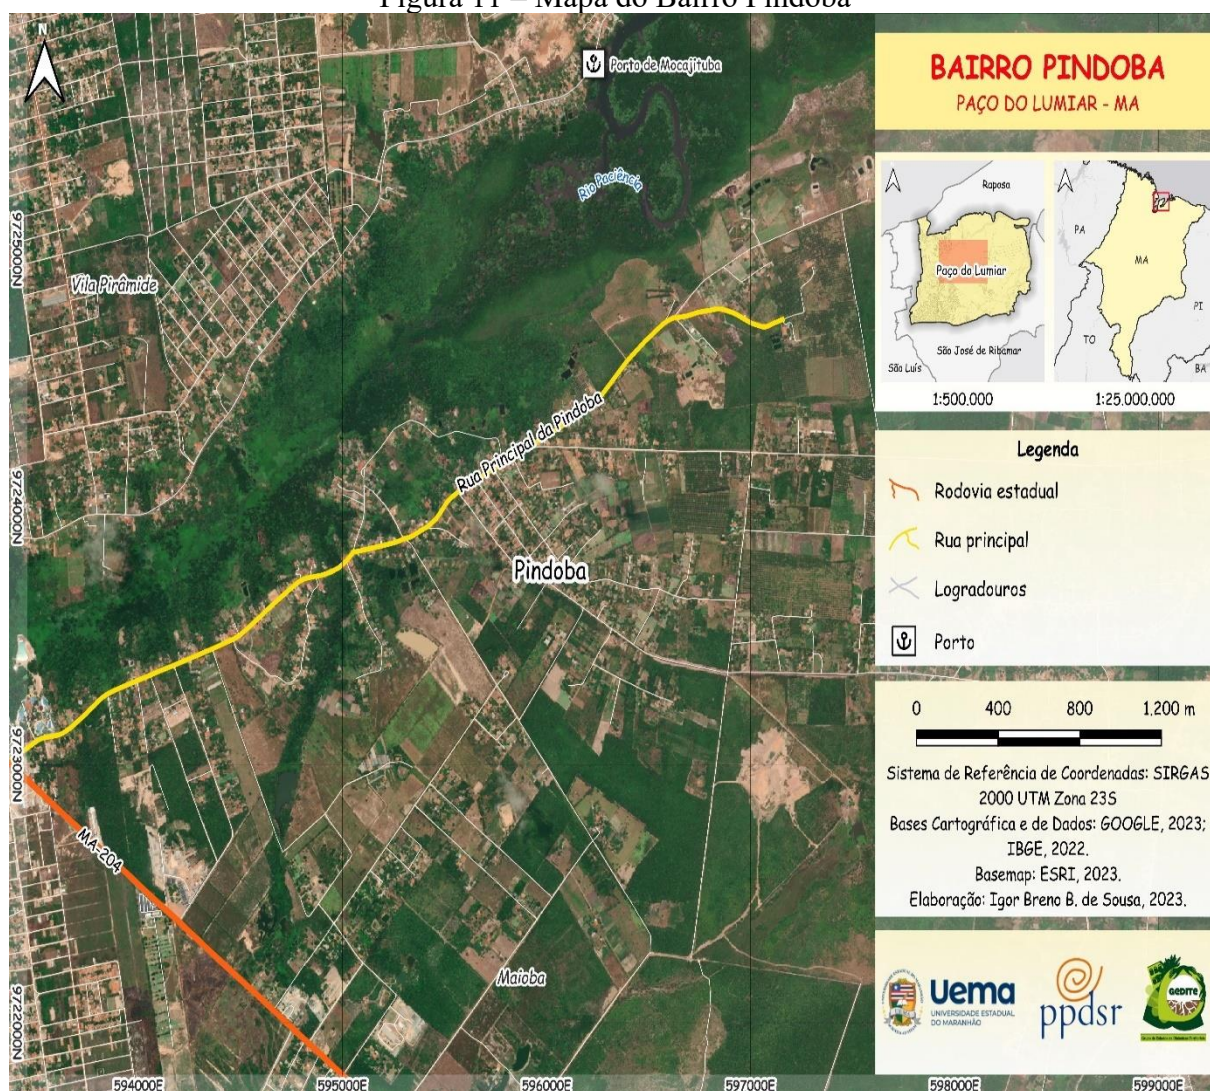 Figura 11 – Mapa do Bairro Pindoba
N
Porto de Mocajituba
Rio Paciência
Vila Pirâmide
Rua Principal da Pindoba
Pindoba
MA-204
Maioba
9725000N
9724000N
9723000N
9722000N
594000E
595000E
596000E
597000E
598000E
599000E
BAIRRO PINDOBA
PAÇO DO LUMIAR - MA
Raposa
Paço do Lumiar
São José de Ribamar
São Luís
1:500.000
PA
MA
PI
TO
BA
1:25.000.000
Legenda
Rodovia estadual
Rua principal
Logradouros
Porto
0 400 800 1.200 m
Sistema de Referência de Coordenadas: SIRGAS
2000 UTM Zona 23S
Bases Cartográfica e de Dados: GOOGLE, 2023;
IBGE, 2022.
Basemap: ESRI, 2023.
Elaboração: Igor Breno B. de Sousa, 2023.
Uema
UNIVERSIDADE ESTADUAL
DO MARANHÃO
ppdsr
GEDITE